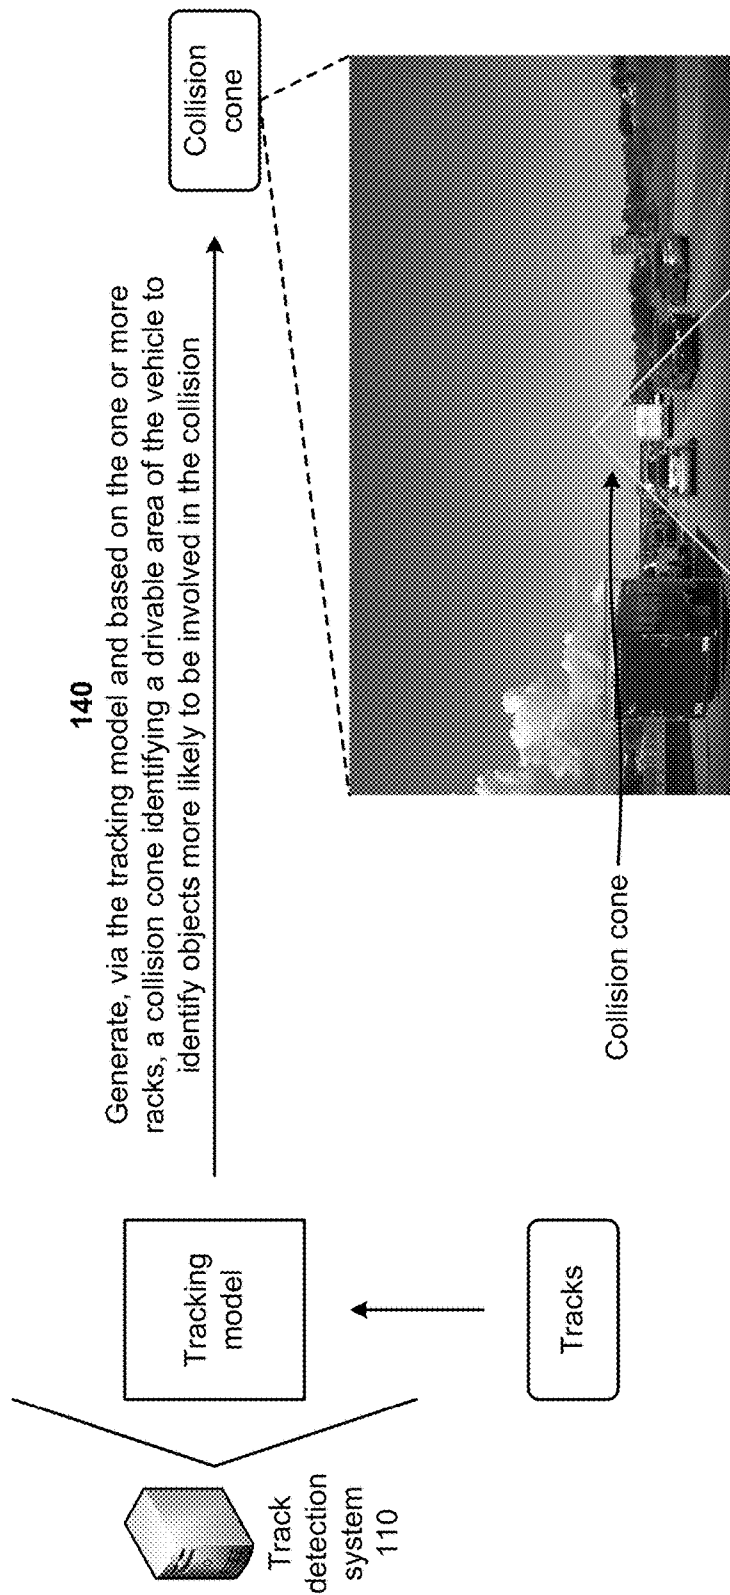 140
Generate, via the tracking model and based on the one or more
racks, a collision cone identifying a drivable area of the vehicle to
identify objects more likely to be involved in the collision
Track
detection
system
110
Tracking
model
Tracks
Collision
cone
Collision cone